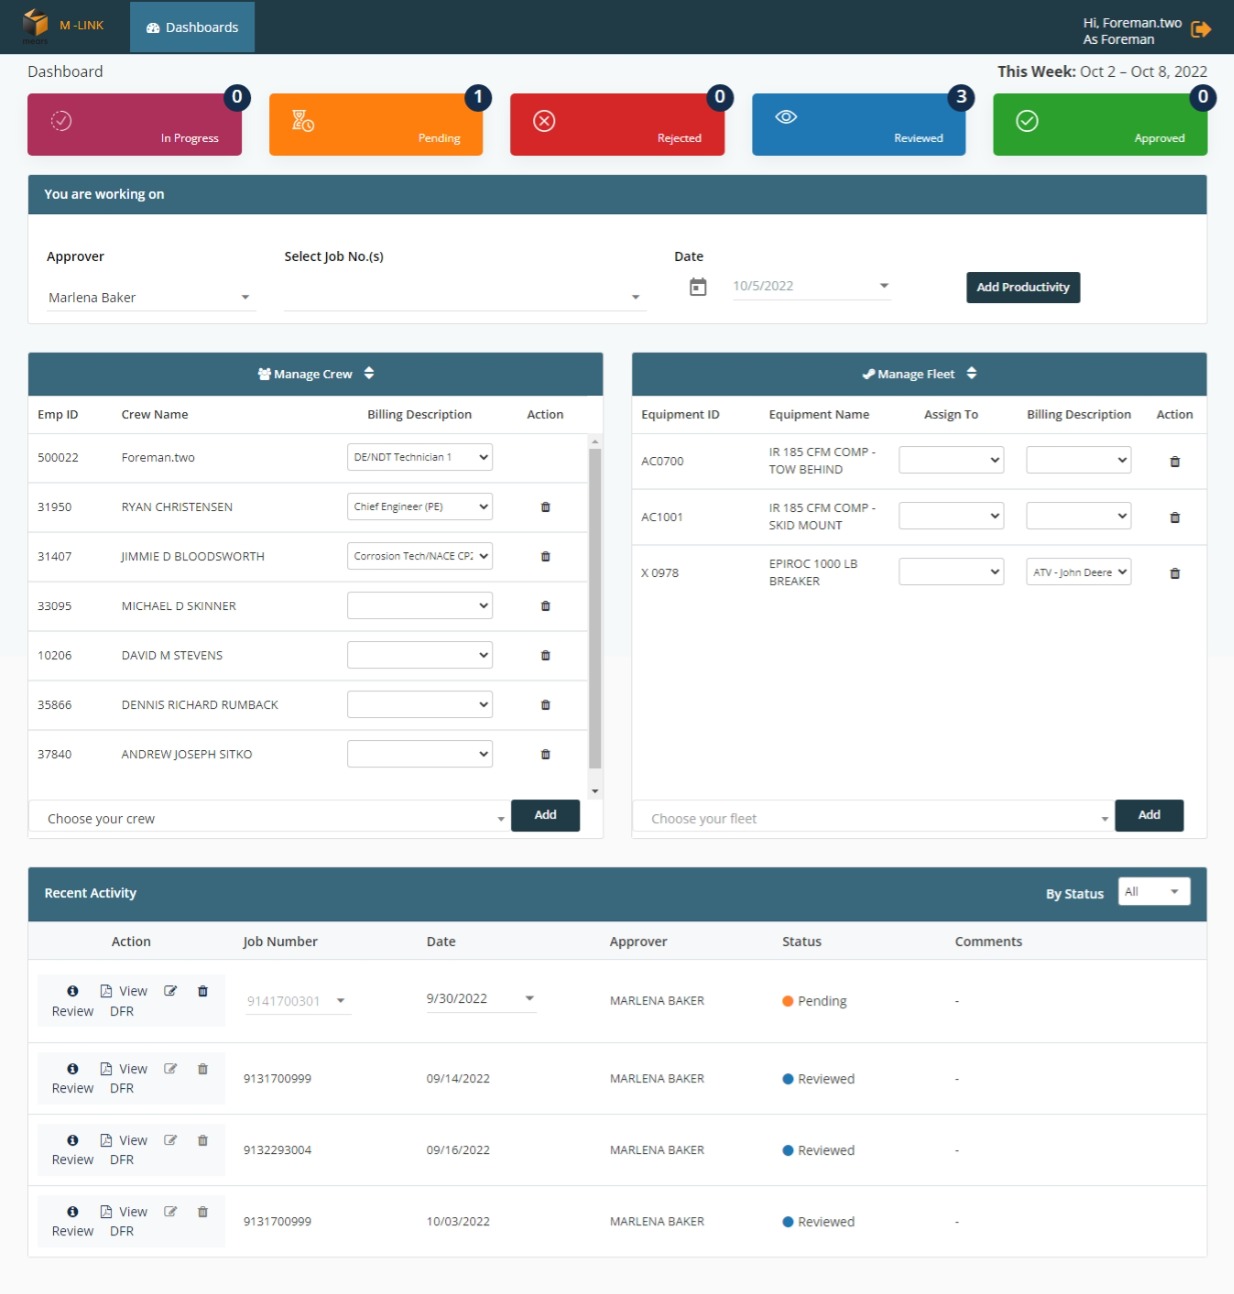 M -LINK
Dashboards
Hi, Foreman.two
As Foreman
Dashboard
This Week: Oct 2 – Oct 8, 2022
0
In Progress
1
Pending
0
Rejected
3
Reviewed
0
Approved
You are working on
Approver
Select Job No.(s)
Date
Marlena Baker
10/5/2022
Add Productivity
Manage Crew
Emp ID Crew Name Billing Description Action
500022 Foreman.two DE/NDT Technician 1
31950 RYAN CHRISTENSEN Chief Engineer (PE)
31407 JIMMIE D BLOODSWORTH Corrosion Tech/NACE CP2
33095 MICHAEL D SKINNER
10206 DAVID M STEVENS
35866 DENNIS RICHARD RUMBACK
37840 ANDREW JOSEPH SITKO
Choose your crew
Add
Manage Fleet
Equipment ID Equipment Name Assign To Billing Description Action
AC0700 IR 185 CFM COMP -
TOW BEHIND
AC1001 IR 185 CFM COMP -
SKID MOUNT
X 0978 EPIROC 1000 LB
BREAKER
ATV - John Deere
Choose your fleet
Add
Recent Activity
By Status All
Action Job Number Date Approver Status Comments
Review View DFR 9141700301 9/30/2022 MARLENA BAKER Pending -
Review View DFR 9131700999 09/14/2022 MARLENA BAKER Reviewed -
Review View DFR 9132293004 09/16/2022 MARLENA BAKER Reviewed -
Review View DFR 9131700999 10/03/2022 MARLENA BAKER Reviewed -